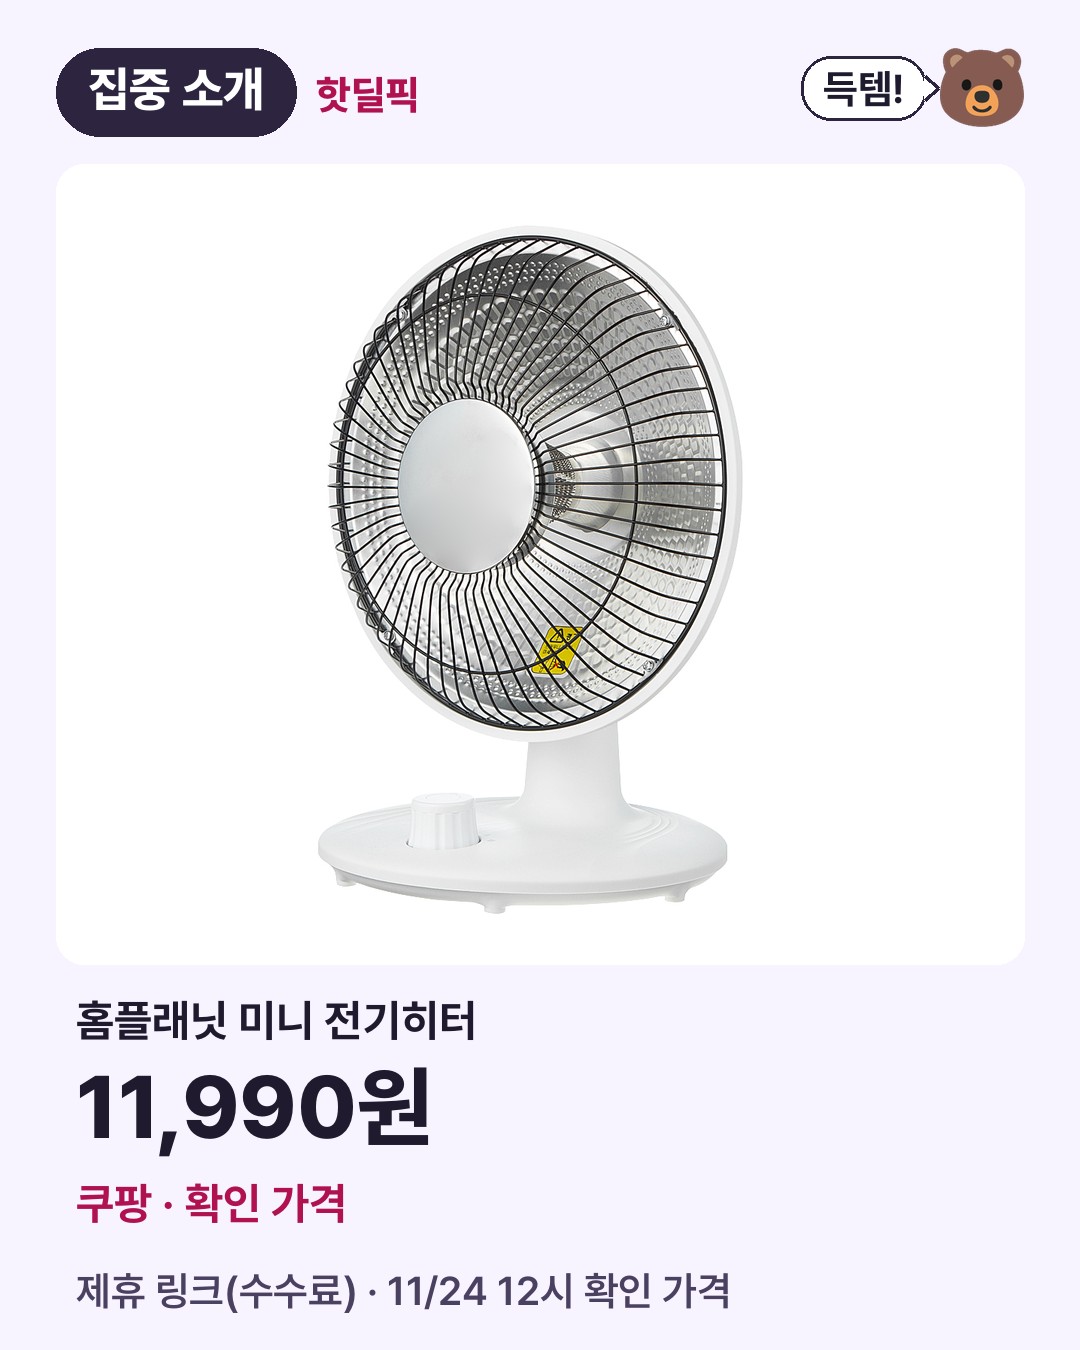 집중 소개 핫딜픽 득템!
홈플래닛 미니 전기히터
11,990원
쿠팡 · 확인 가격
제휴 링크(수수료) · 11/24 12시 확인 가격